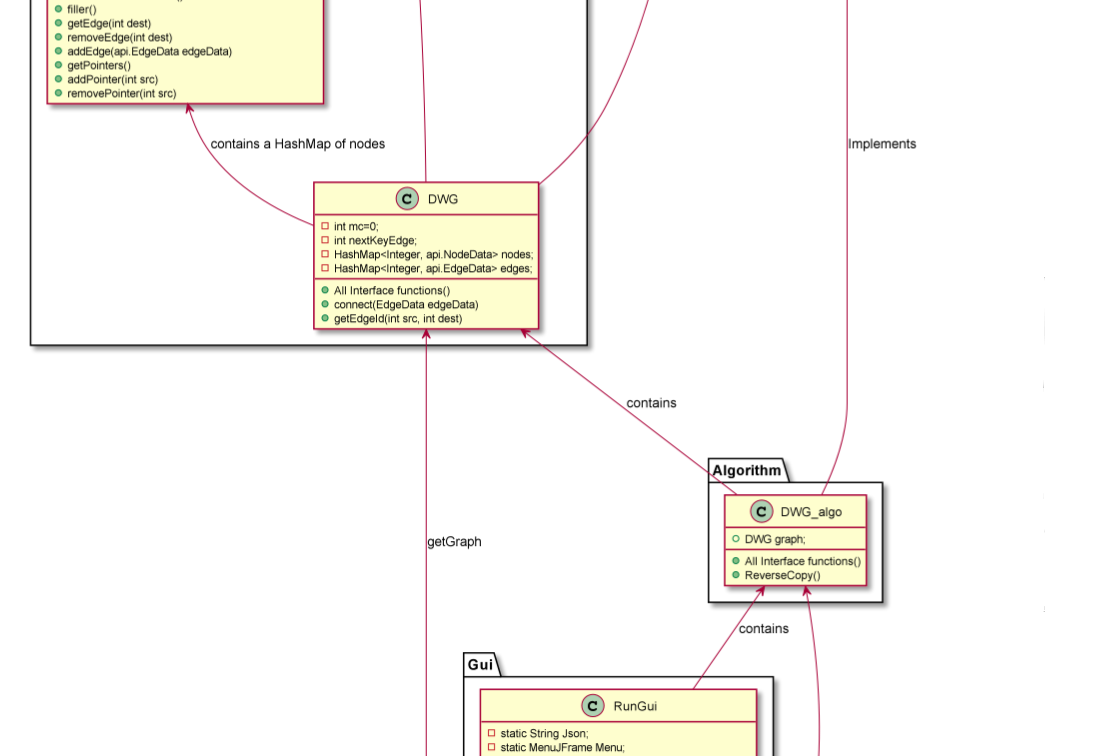 filler()
getEdge(int dest)
removeEdge(int dest)
addEdge(api.EdgeData edgeData)
getPointers()
addPointer(int src)
removePointer(int src)
contains a HashMap of nodes
Implements
C DWG
int mc=0;
int nextKeyEdge;
HashMap<Integer, api.NodeData> nodes;
HashMap<Integer, api.EdgeData> edges;
All Interface functions()
connect(EdgeData edgeData)
getEdgeId(int src, int dest)
contains
Algorithm
C DWG_algo
DWG graph;
All Interface functions()
ReverseCopy()
getGraph
contains
Gui
C RunGui
static String Json;
static MenuJFrame Menu;